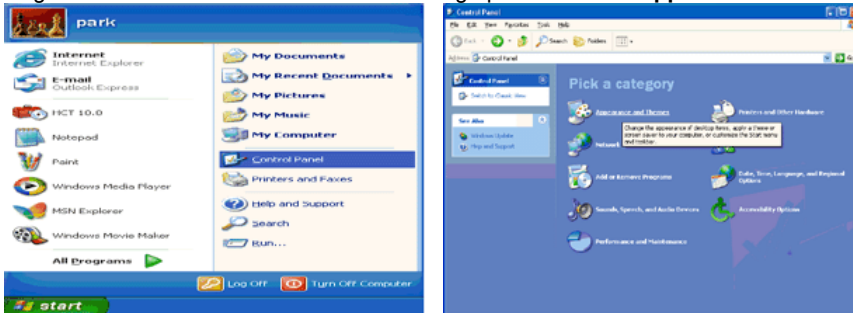 park
Internet
Internet Explorer
E-mail
Outlook Express
HCT 10.0
Notepad
Paint
Windows Media Player
MSN Explorer
Windows Movie Maker
All Programs
My Documents
My Recent Documents
My Pictures
My Music
My Computer
Control Panel
Printers and Faxes
Help and Support
Search
Run...
Log Off
Turn Off Computer
start
Control Panel
File Edit View Favorites Tools Help
Back
Search
Folders
Address
Control Panel
Control Panel
Switch to Classic View
See Also
Windows Update
Help and Support
Pick a category
Appearance and Themes
Printers and Other Hardware
Change the appearance of desktop items, apply a theme or
screen saver to your computer, or customize the Start menu
and taskbar.
Network
Add or Remove Programs
Date, Time, Language, and Regional
Options
Sounds, Speech, and Audio Devices
Accessibility Options
Performance and Maintenance